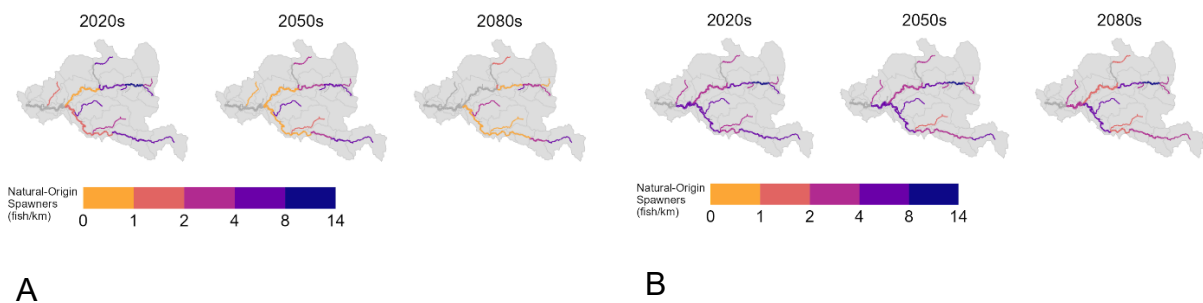 2020s 2050s 2080s
Natural-Origin
Spawners
(fish/km)
0 1 2 4 8 14
A
2020s 2050s 2080s
Natural-Origin
Spawners
(fish/km)
0 1 2 4 8 14
B